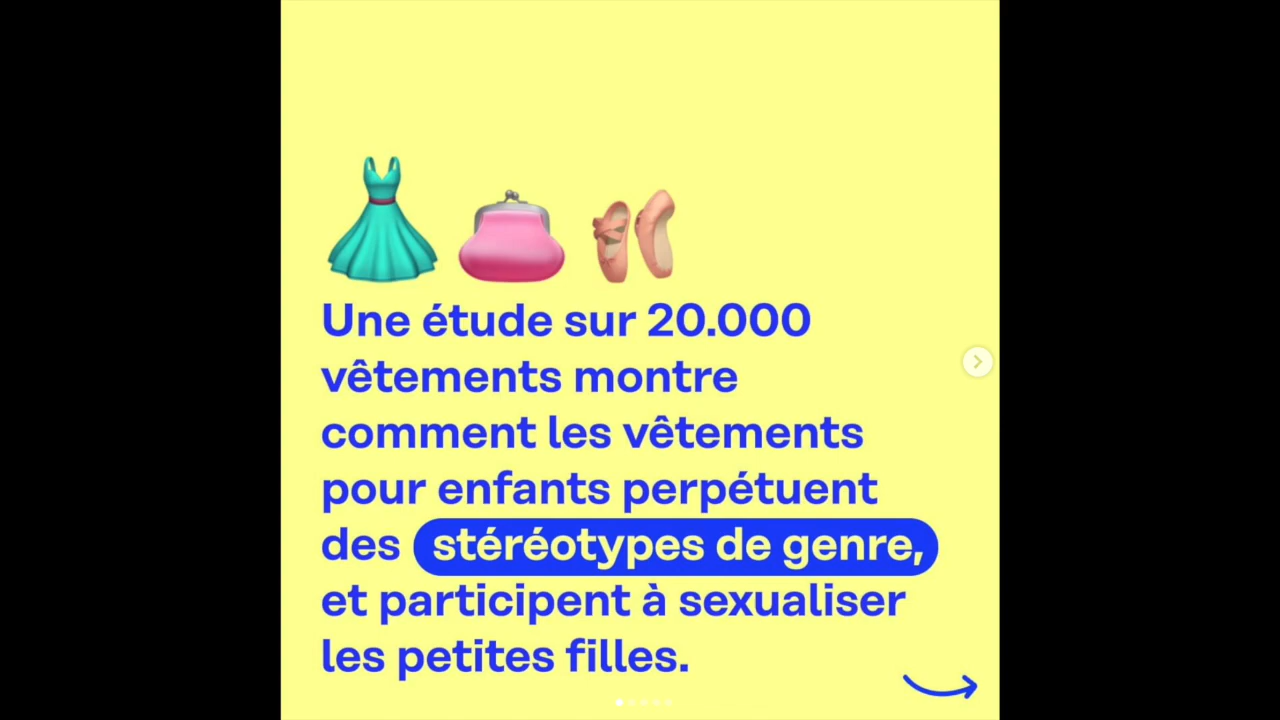 Une étude sur 20.000
vêtements montre
comment les vêtements
pour enfants perpétuent
des stéréotypes de genre,
et participent à sexualiser
les petites filles.